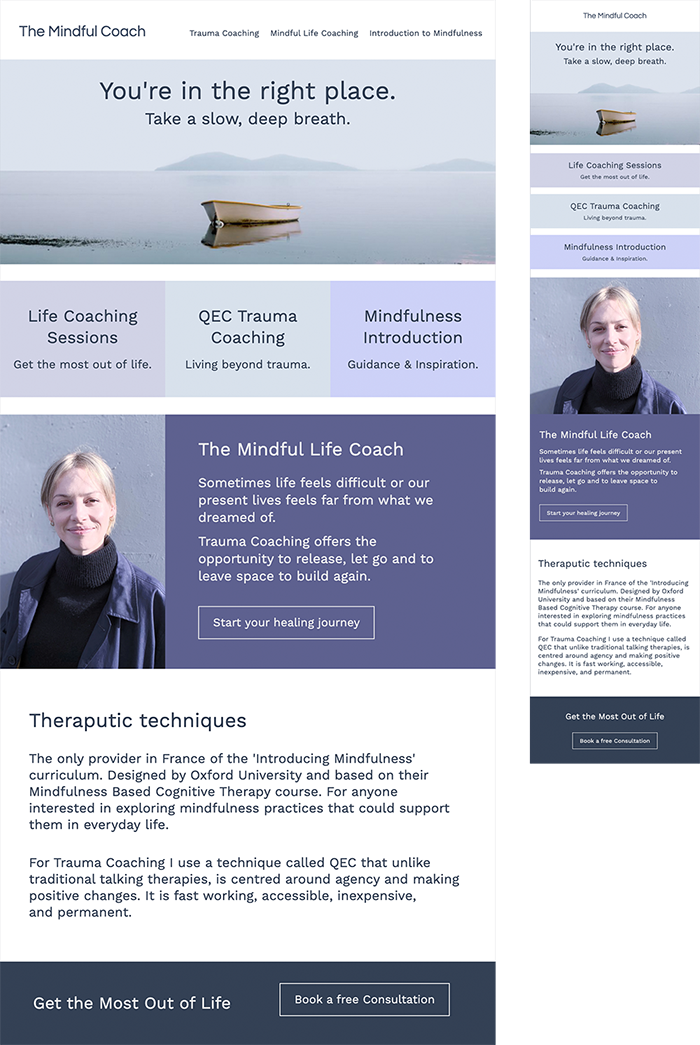 The Mindful Coach
Trauma Coaching Mindful Life Coaching Introduction to Mindfulness
You're in the right place.
Take a slow, deep breath.
Life Coaching
Sessions
Get the most out of life.
QEC Trauma
Coaching
Living beyond trauma.
Mindfulness
Introduction
Guidance & Inspiration.
The Mindful Life Coach
Sometimes life feels difficult or our
present lives feels far from what we
dreamed of.
Trauma Coaching offers the
opportunity to release, let go and to
leave space to build again.
Start your healing journey
Theraputic techniques
The only provider in France of the 'Introducing Mindfulness'
curriculum. Designed by Oxford University and based on their
Mindfulness Based Cognitive Therapy course. For anyone
interested in exploring mindfulness practices that could support
them in everyday life.
For Trauma Coaching I use a technique called QEC that unlike
traditional talking therapies, is centred around agency and making
positive changes. It is fast working, accessible, inexpensive,
and permanent.
Get the Most Out of Life
Book a free Consultation
The Mindful Coach
You're in the right place.
Take a slow, deep breath.
Life Coaching Sessions
Get the most out of life.
QEC Trauma Coaching
Living beyond trauma.
Mindfulness Introduction
Guidance & Inspiration.
The Mindful Life Coach
Sometimes life feels difficult or our present
lives feels far from what we dreamed of.
Trauma Coaching offers the opportunity to
release, let go and to leave space to
build again.
Start your healing journey
Theraputic techniques
The only provider in France of the 'Introducing
Mindfulness' curriculum. Designed by Oxford
University and based on their Mindfulness
Based Cognitive Therapy course. For anyone
interested in exploring mindfulness practices
that could support them in everyday life.
For Trauma Coaching I use a technique called
QEC that unlike traditional talking therapies, is
centred around agency and making positive
changes. It is fast working, accessible,
inexpensive, and permanent.
Get the Most Out of Life
Book a free Consultation